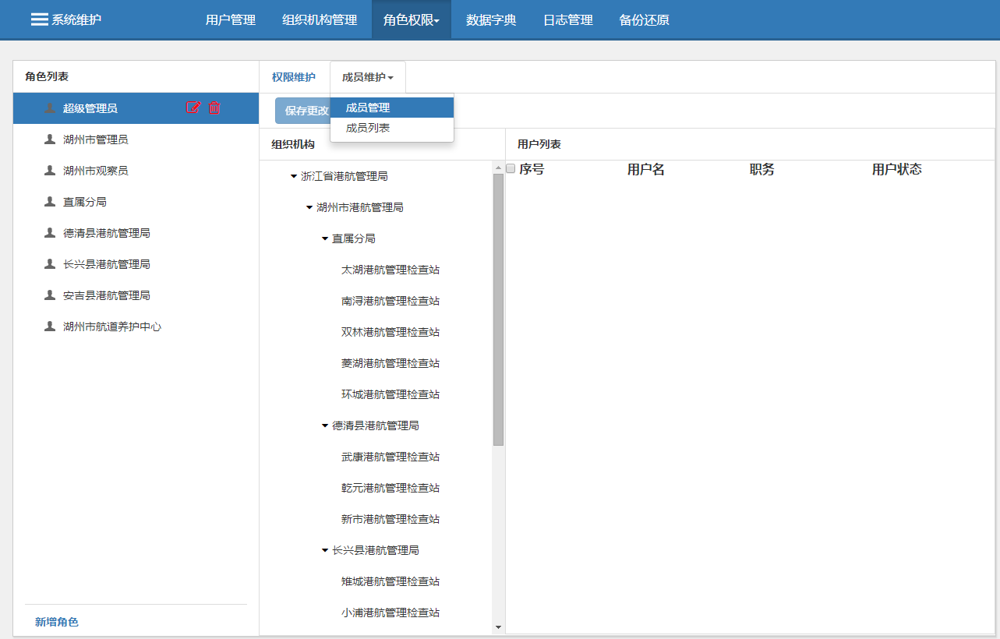 系统维护 用户管理 组织机构管理 角色权限 数据字典 日志管理 备份还原
角色列表
超级管理员
湖州市管理员
湖州市观察员
直属分局
德清县港航管理局
长兴县港航管理局
安吉县港航管理局
湖州市航道养护中心
新增角色
权限维护 成员维护
保存更改
成员管理
成员列表
组织机构
浙江省港航管理局
湖州市港航管理局
直属分局
太湖港航管理检查站
南浔港航管理检查站
双林港航管理检查站
菱湖港航管理检查站
环城港航管理检查站
德清县港航管理局
武康港航管理检查站
乾元港航管理检查站
新市港航管理检查站
长兴县港航管理局
雉城港航管理检查站
小浦港航管理检查站
用户列表
序号 用户名 职务 用户状态